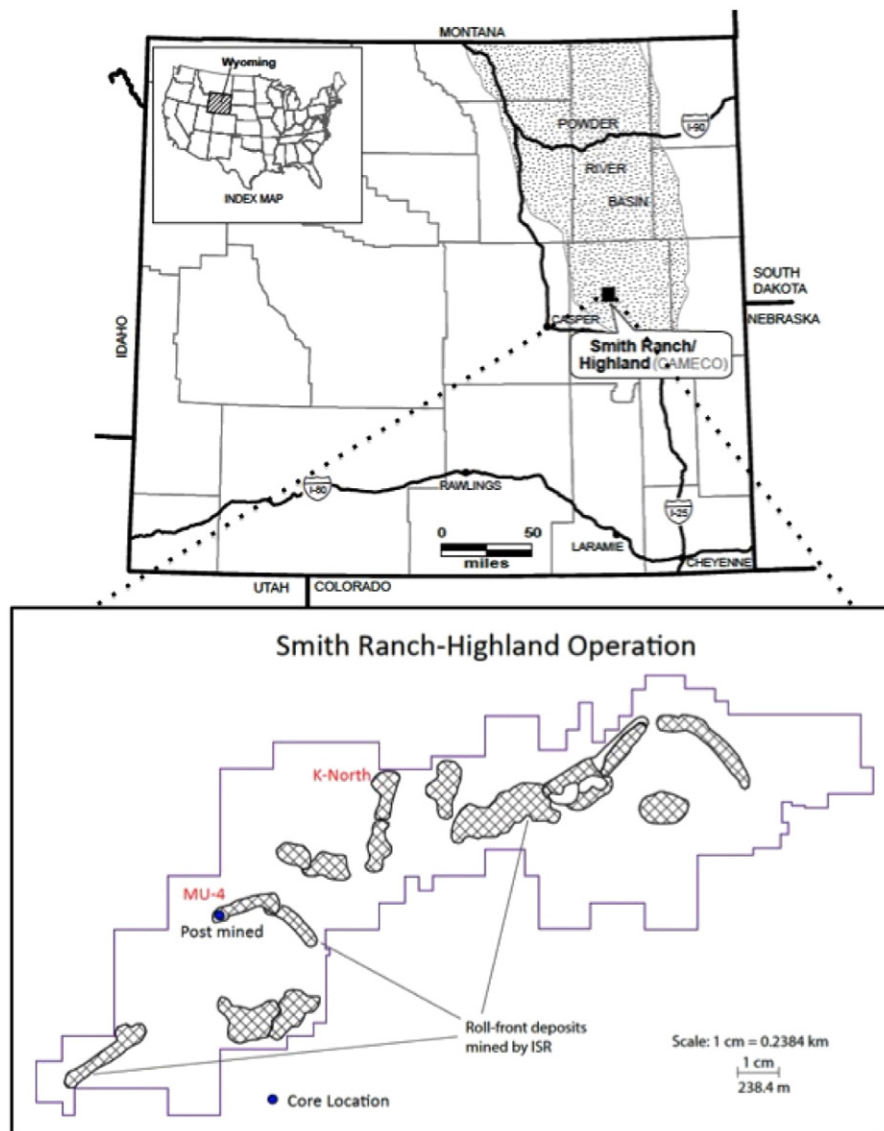 MONTANA
Wyoming
INDEX MAP
POWDER
RIVER
BASIN
I-90
SOUTH
DAKOTA
NEBRASKA
IDAHO
CASPER
Smith Ranch/
Highland (CAMECO)
I-80
RAWLINGS
I-25
0 50
miles
LARAMIE
CHEYENNE
UTAH COLORADO
Smith Ranch-Highland Operation
K-North
MU-4
Post mined
Roll-front deposits
mined by ISR
Scale: 1 cm = 0.2384 km
1 cm
238.4 m
Core Location